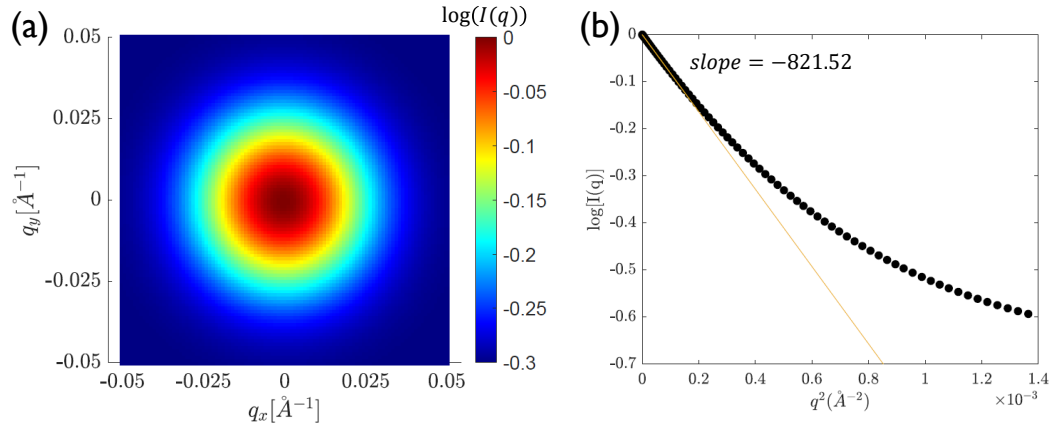 (a)
log(I(q))
0.05
0.025
0
-0.025
-0.05
q_y[Å⁻¹]
-0.05 -0.025 0 0.025 0.05
q_x[Å⁻¹]
0
-0.05
-0.1
-0.15
-0.2
-0.25
-0.3
(b)
slope = −821.52
0
-0.1
-0.2
-0.3
-0.4
-0.5
-0.6
-0.7
log[I(q)]
0 0.2 0.4 0.6 0.8 1 1.2 1.4
q²(Å⁻²)
×10⁻³